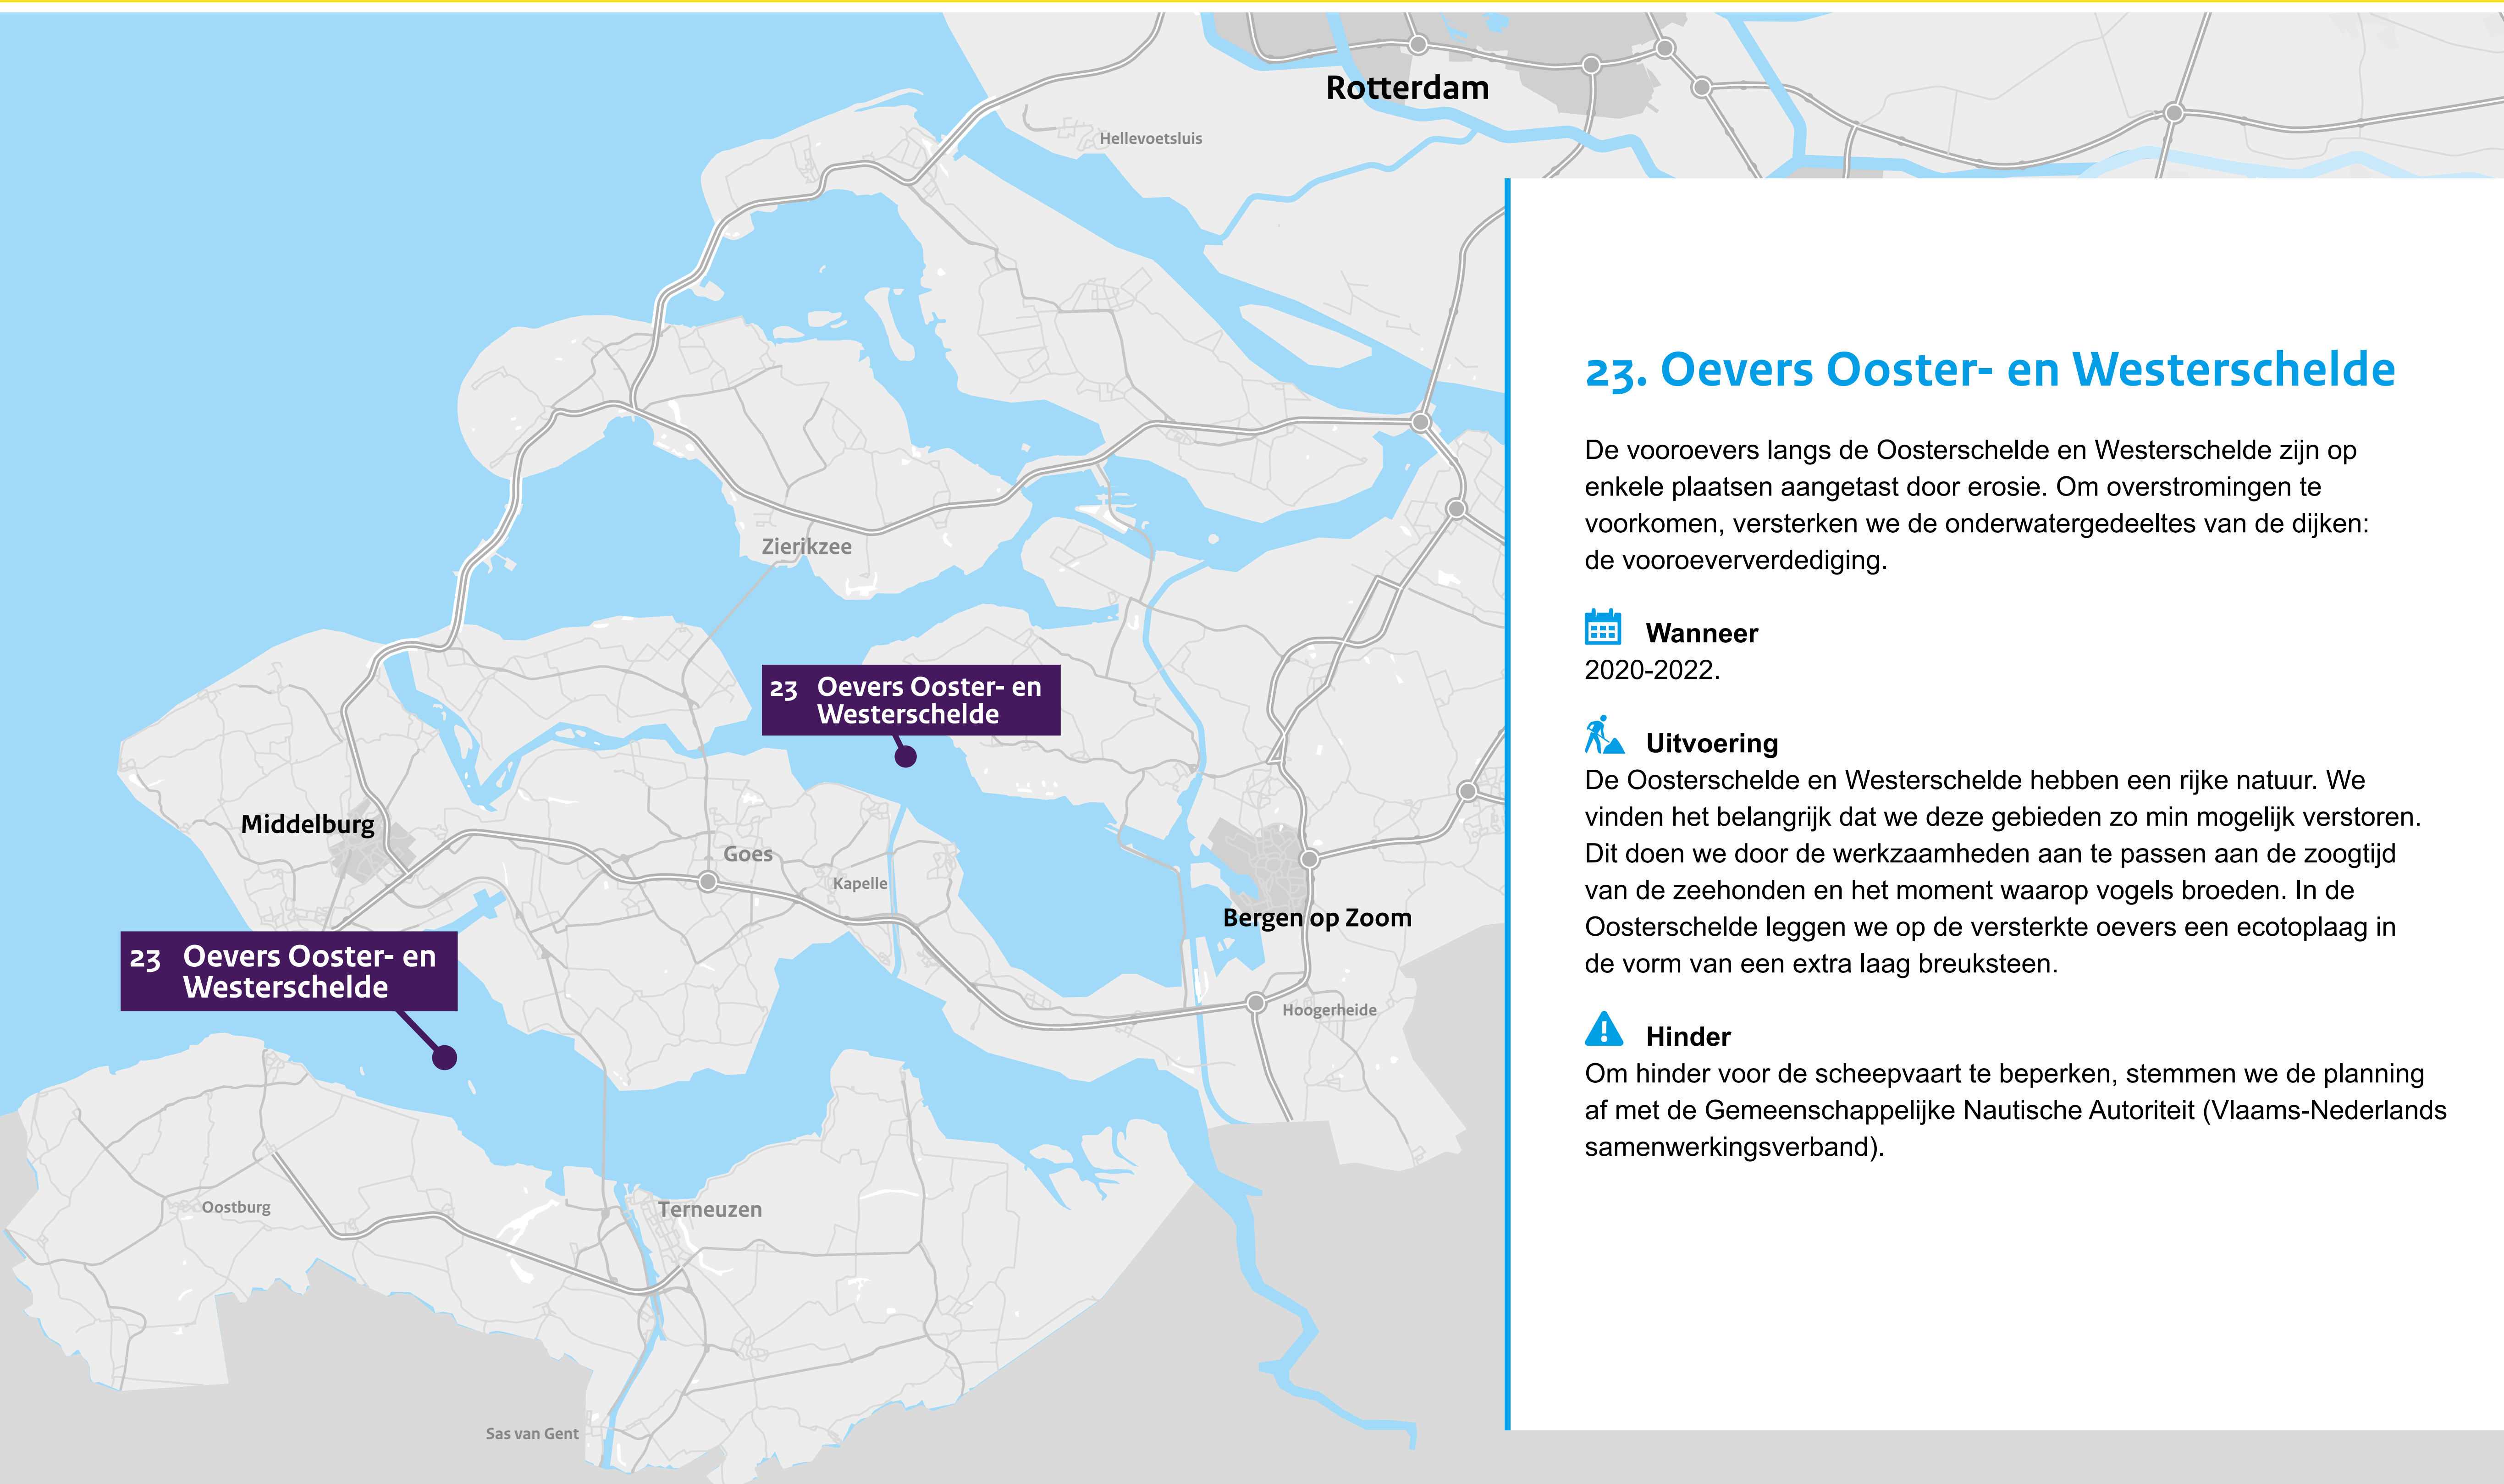 Rotterdam
Hellevoetsluis
Zierikzee
23 Oevers Ooster- en
Westerschelde
Middelburg
Goes
Kapelle
Bergen op Zoom
23 Oevers Ooster- en
Westerschelde
Hoogerheide
Oostburg
Terneuzen
Sas van Gent
23. Oevers Ooster- en Westerschelde
De vooroevers langs de Oosterschelde en Westerschelde zijn op
enkele plaatsen aangetast door erosie. Om overstromingen te
voorkomen, versterken we de onderwatergedeeltes van de dijken:
de vooroeververdediging.
Wanneer
2020-2022.
Uitvoering
De Oosterschelde en Westerschelde hebben een rijke natuur. We
vinden het belangrijk dat we deze gebieden zo min mogelijk verstoren.
Dit doen we door de werkzaamheden aan te passen aan de zoogtijd
van de zeehonden en het moment waarop vogels broeden. In de
Oosterschelde leggen we op de versterkte oevers een ecotoplaag in
de vorm van een extra laag breuksteen.
Hinder
Om hinder voor de scheepvaart te beperken, stemmen we de planning
af met de Gemeenschappelijke Nautische Autoriteit (Vlaams-Nederlands
samenwerkingsverband).